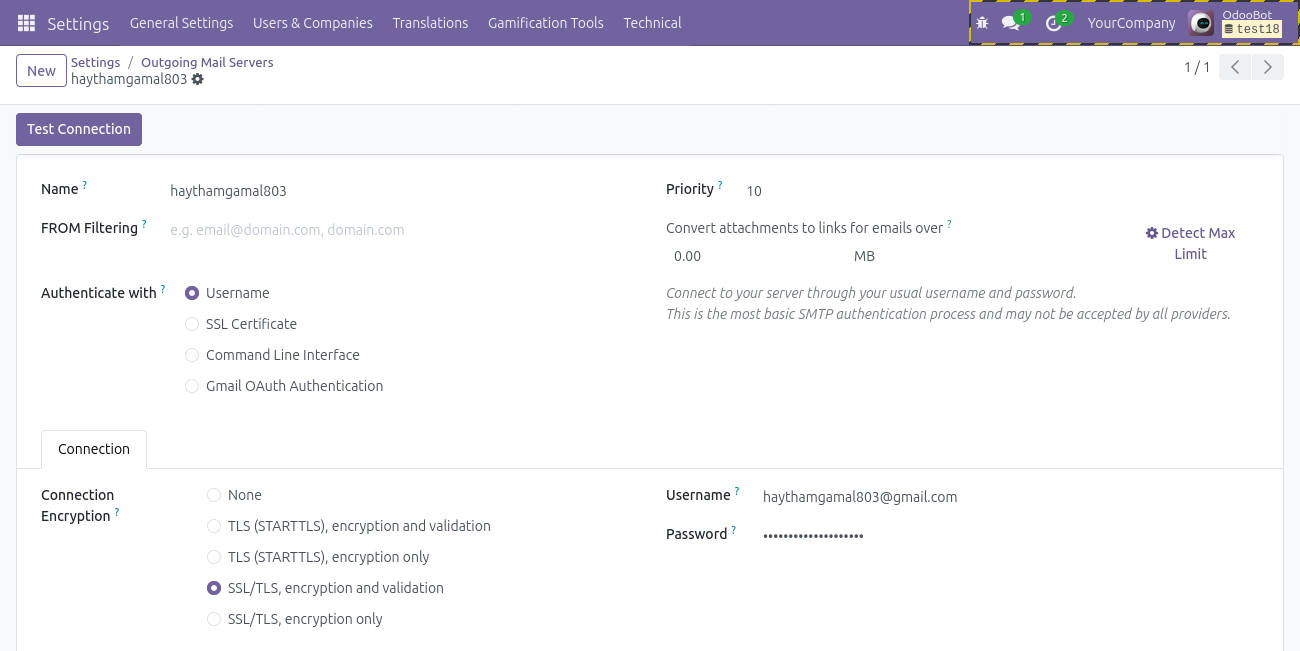 Settings General Settings Users & Companies Translations Gamification Tools Technical 1 2 YourCompany OdooBot
test18
New Settings / Outgoing Mail Servers
haythamgamal803
1 / 1
Test Connection
Name ? haythamgamal803
Priority ? 10
FROM Filtering ? e.g. email@domain.com, domain.com
Convert attachments to links for emails over ?
0.00 MB
Detect Max
Limit
Authenticate with ? Username
SSL Certificate
Command Line Interface
Gmail OAuth Authentication
Connect to your server through your usual username and password.
This is the most basic SMTP authentication process and may not be accepted by all providers.
Connection
Connection
Encryption ?
None
TLS (STARTTLS), encryption and validation
TLS (STARTTLS), encryption only
SSL/TLS, encryption and validation
SSL/TLS, encryption only
Username ? haythamgamal803@gmail.com
Password ? •••••••••••••••••••